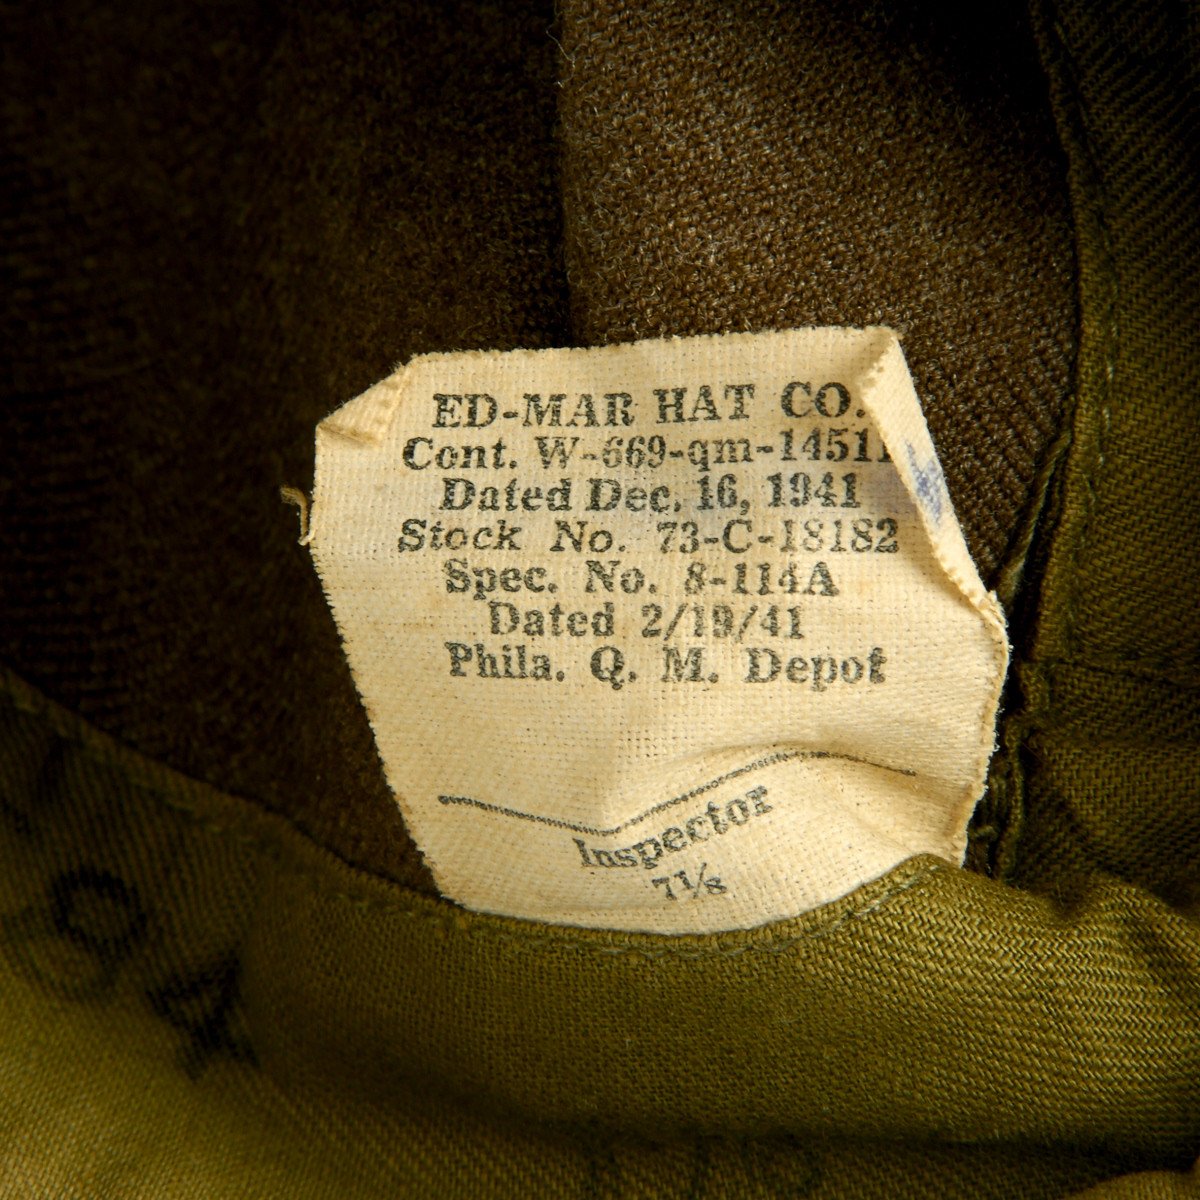 ED-MAR HAT CO.
Cont. W-669-qm-14511
Dated Dec. 16, 1941
Stock No. 73-C-18182
Spec. No. 8-114A
Dated 2/19/41
Phila. Q. M. Depot
Inspector
7⅛